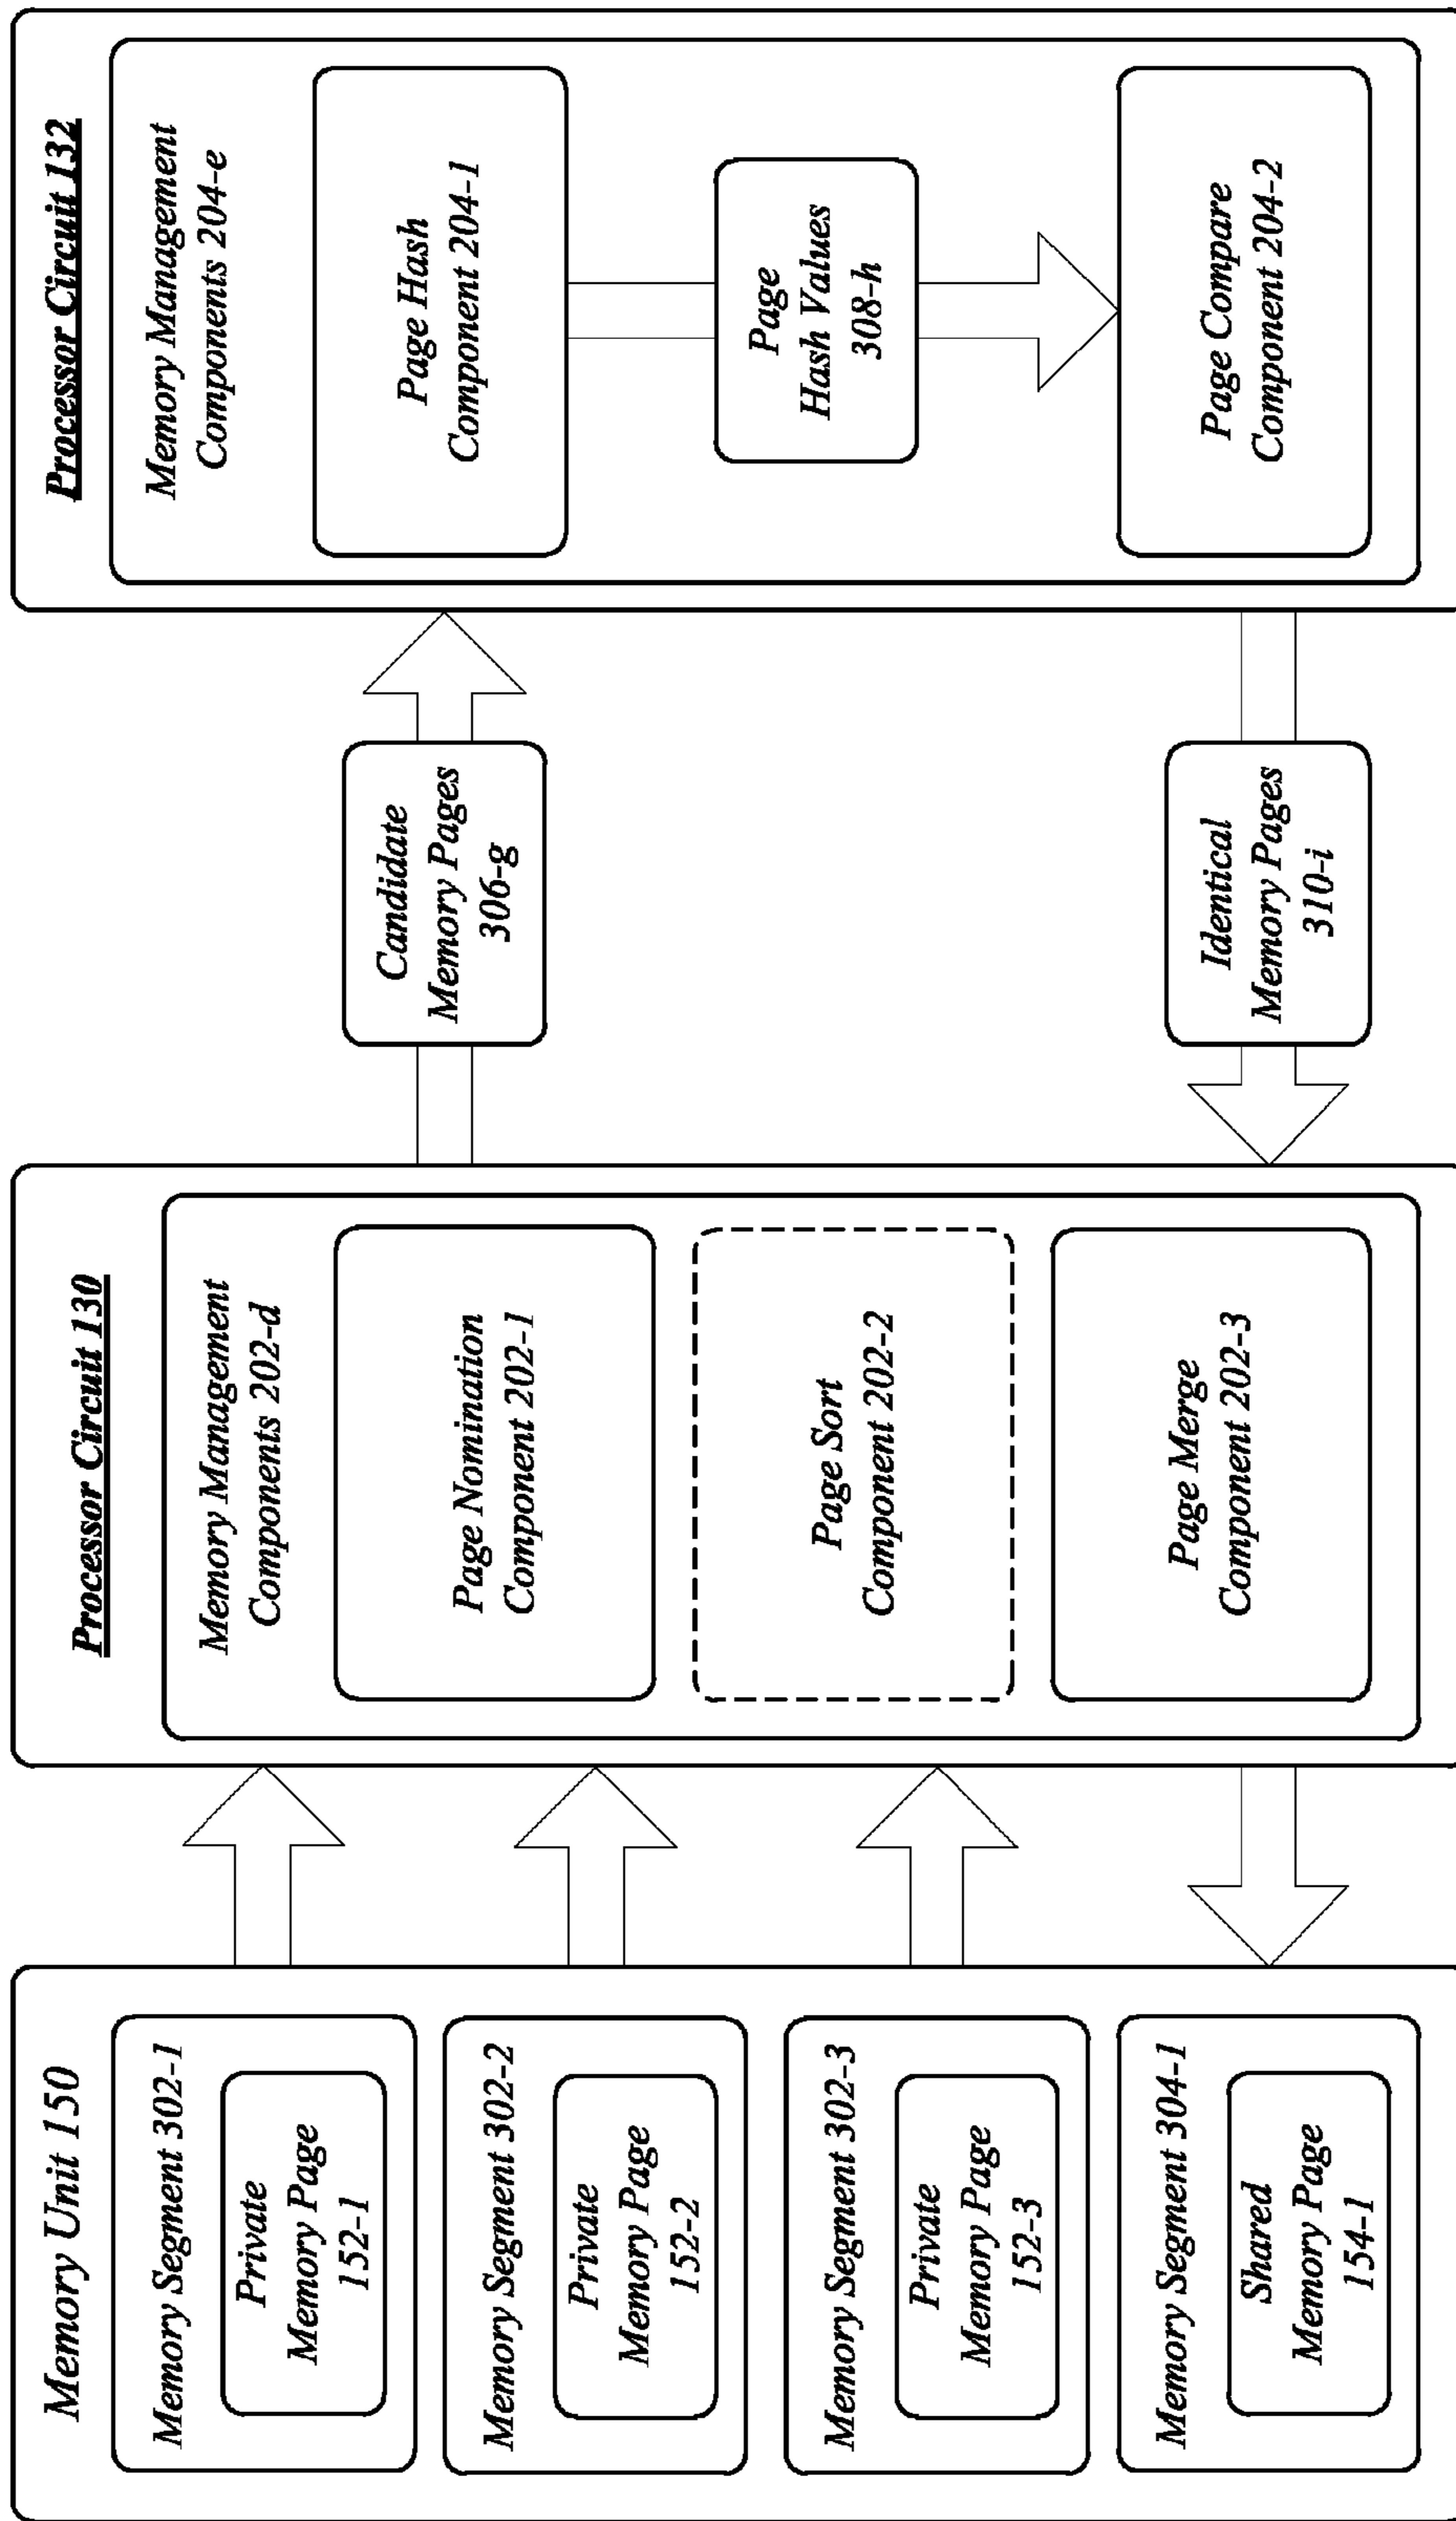 Memory Unit 150
Memory Segment 302-1
Private
Memory Page
152-1
Memory Segment 302-2
Private
Memory Page
152-2
Memory Segment 302-3
Private
Memory Page
152-3
Memory Segment 304-1
Shared
Memory Page
154-1
Processor Circuit 130
Memory Management
Components 202-d
Page Nomination
Component 202-1
Page Sort
Component 202-2
Page Merge
Component 202-3
Candidate
Memory Pages
306-g
Identical
Memory Pages
310-i
Processor Circuit 132
Memory Management
Components 204-e
Page Hash
Component 204-1
Page
Hash Values
308-h
Page Compare
Component 204-2